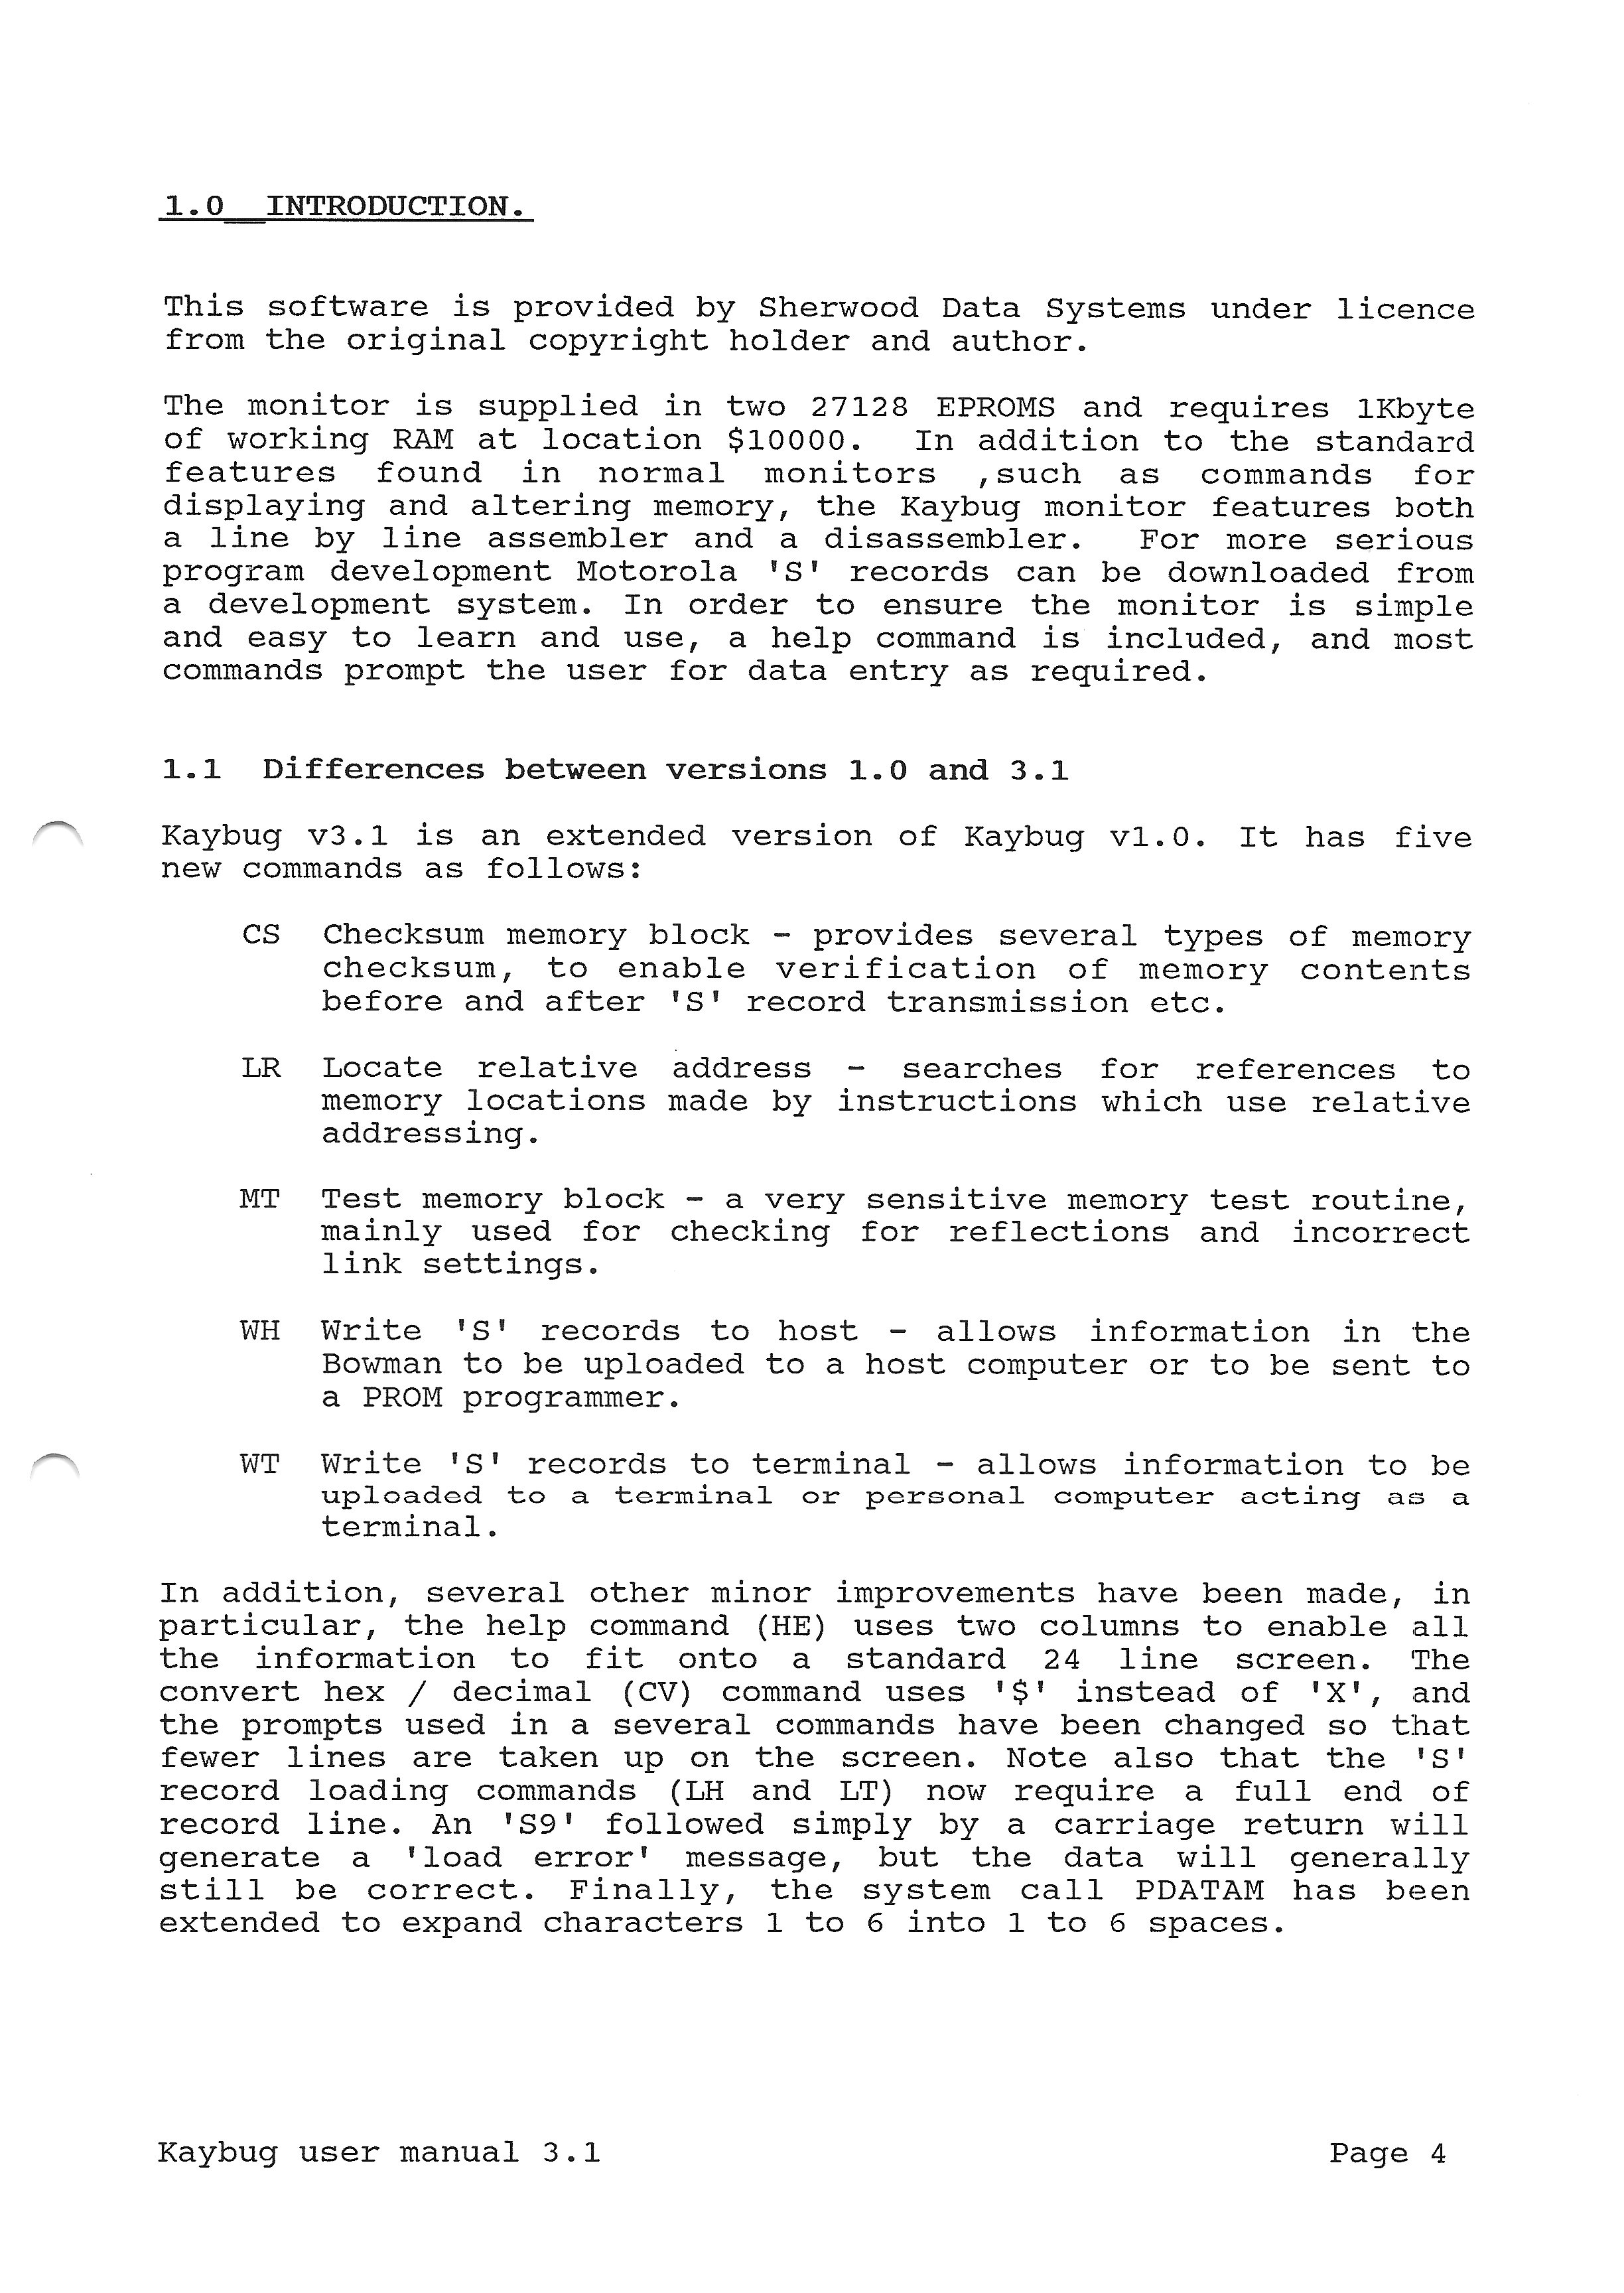 1.0  INTRODUCTION.
This software is provided by Sherwood Data Systems under licence
from the original copyright holder and author.
The monitor is supplied in two 27128 EPROMS and requires 1Kbyte
of working RAM at location $10000.  In addition to the standard
features found in normal monitors ,such as commands for
displaying and altering memory, the Kaybug monitor features both
a line by line assembler and a disassembler.  For more serious
program development Motorola 'S' records can be downloaded from
a development system. In order to ensure the monitor is simple
and easy to learn and use, a help command is included, and most
commands prompt the user for data entry as required.
1.1  Differences between versions 1.0 and 3.1
Kaybug v3.1 is an extended version of Kaybug v1.0. It has five
new commands as follows:
CS  Checksum memory block - provides several types of memory
checksum, to enable verification of memory contents
before and after 'S' record transmission etc.
LR  Locate relative address - searches for references to
memory locations made by instructions which use relative
addressing.
MT  Test memory block - a very sensitive memory test routine,
mainly used for checking for reflections and incorrect
link settings.
WH  Write 'S' records to host - allows information in the
Bowman to be uploaded to a host computer or to be sent to
a PROM programmer.
WT  Write 'S' records to terminal - allows information to be
uploaded to a terminal or personal computer acting as a
terminal.
In addition, several other minor improvements have been made, in
particular, the help command (HE) uses two columns to enable all
the information to fit onto a standard 24 line screen. The
convert hex / decimal (CV) command uses '$' instead of 'X', and
the prompts used in a several commands have been changed so that
fewer lines are taken up on the screen. Note also that the 'S'
record loading commands (LH and LT) now require a full end of
record line. An 'S9' followed simply by a carriage return will
generate a 'load error' message, but the data will generally
still be correct. Finally, the system call PDATAM has been
extended to expand characters 1 to 6 into 1 to 6 spaces.
Kaybug user manual 3.1  Page 4